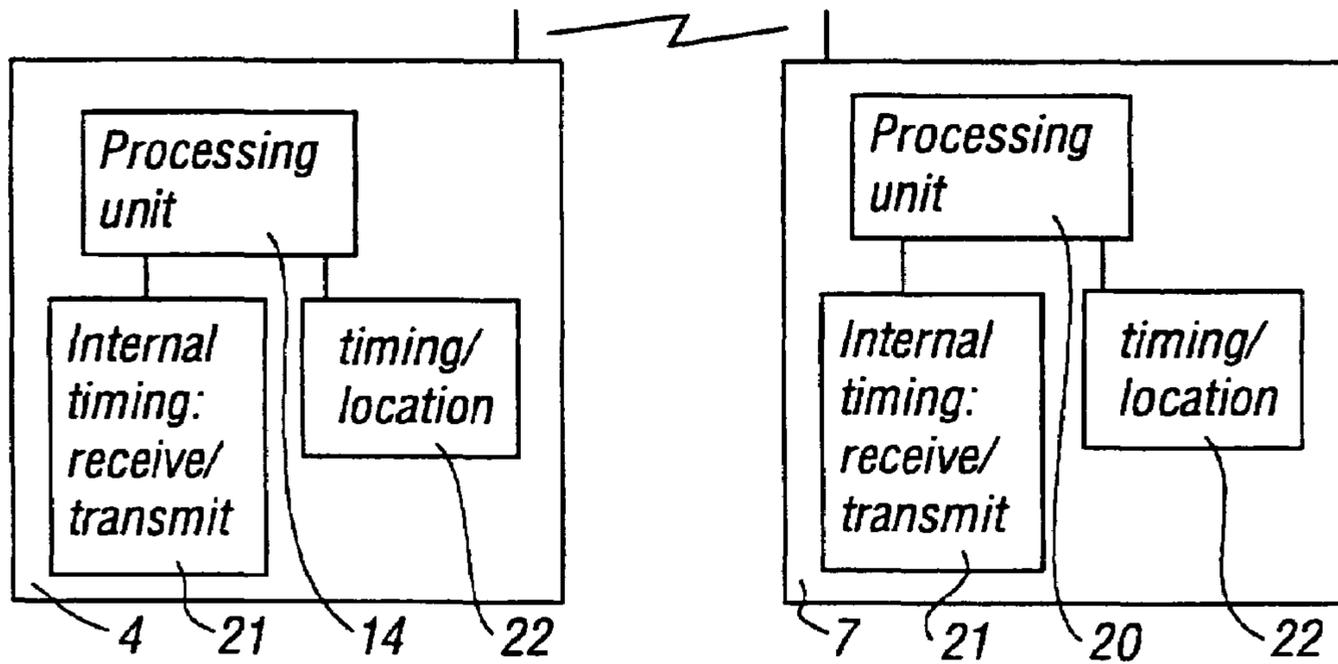 Processing
unit
Internal
timing:
receive/
transmit
timing/
location
4
21
14
22
Processing
unit
Internal
timing:
receive/
transmit
timing/
location
7
21
20
22